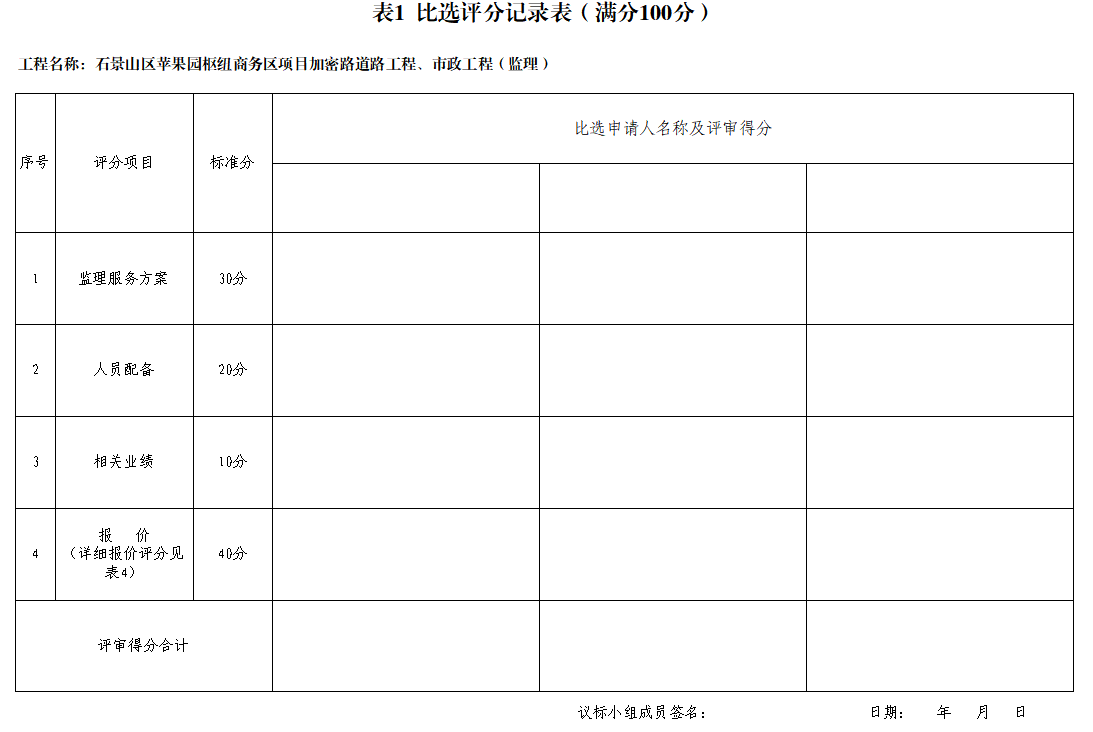 表1 比选评分记录表（满分100分）
工程名称：石景山区苹果园枢纽商务区项目加密路道路工程、市政工程（监理）
序号 评分项目 标准分 比选申请人名称及评审得分
1 监理服务方案 30分
2 人员配备 20分
3 相关业绩 10分
4 报 价
（详细报价评分见
表4） 40分
评审得分合计
议标小组成员签名： 日期： 年 月 日